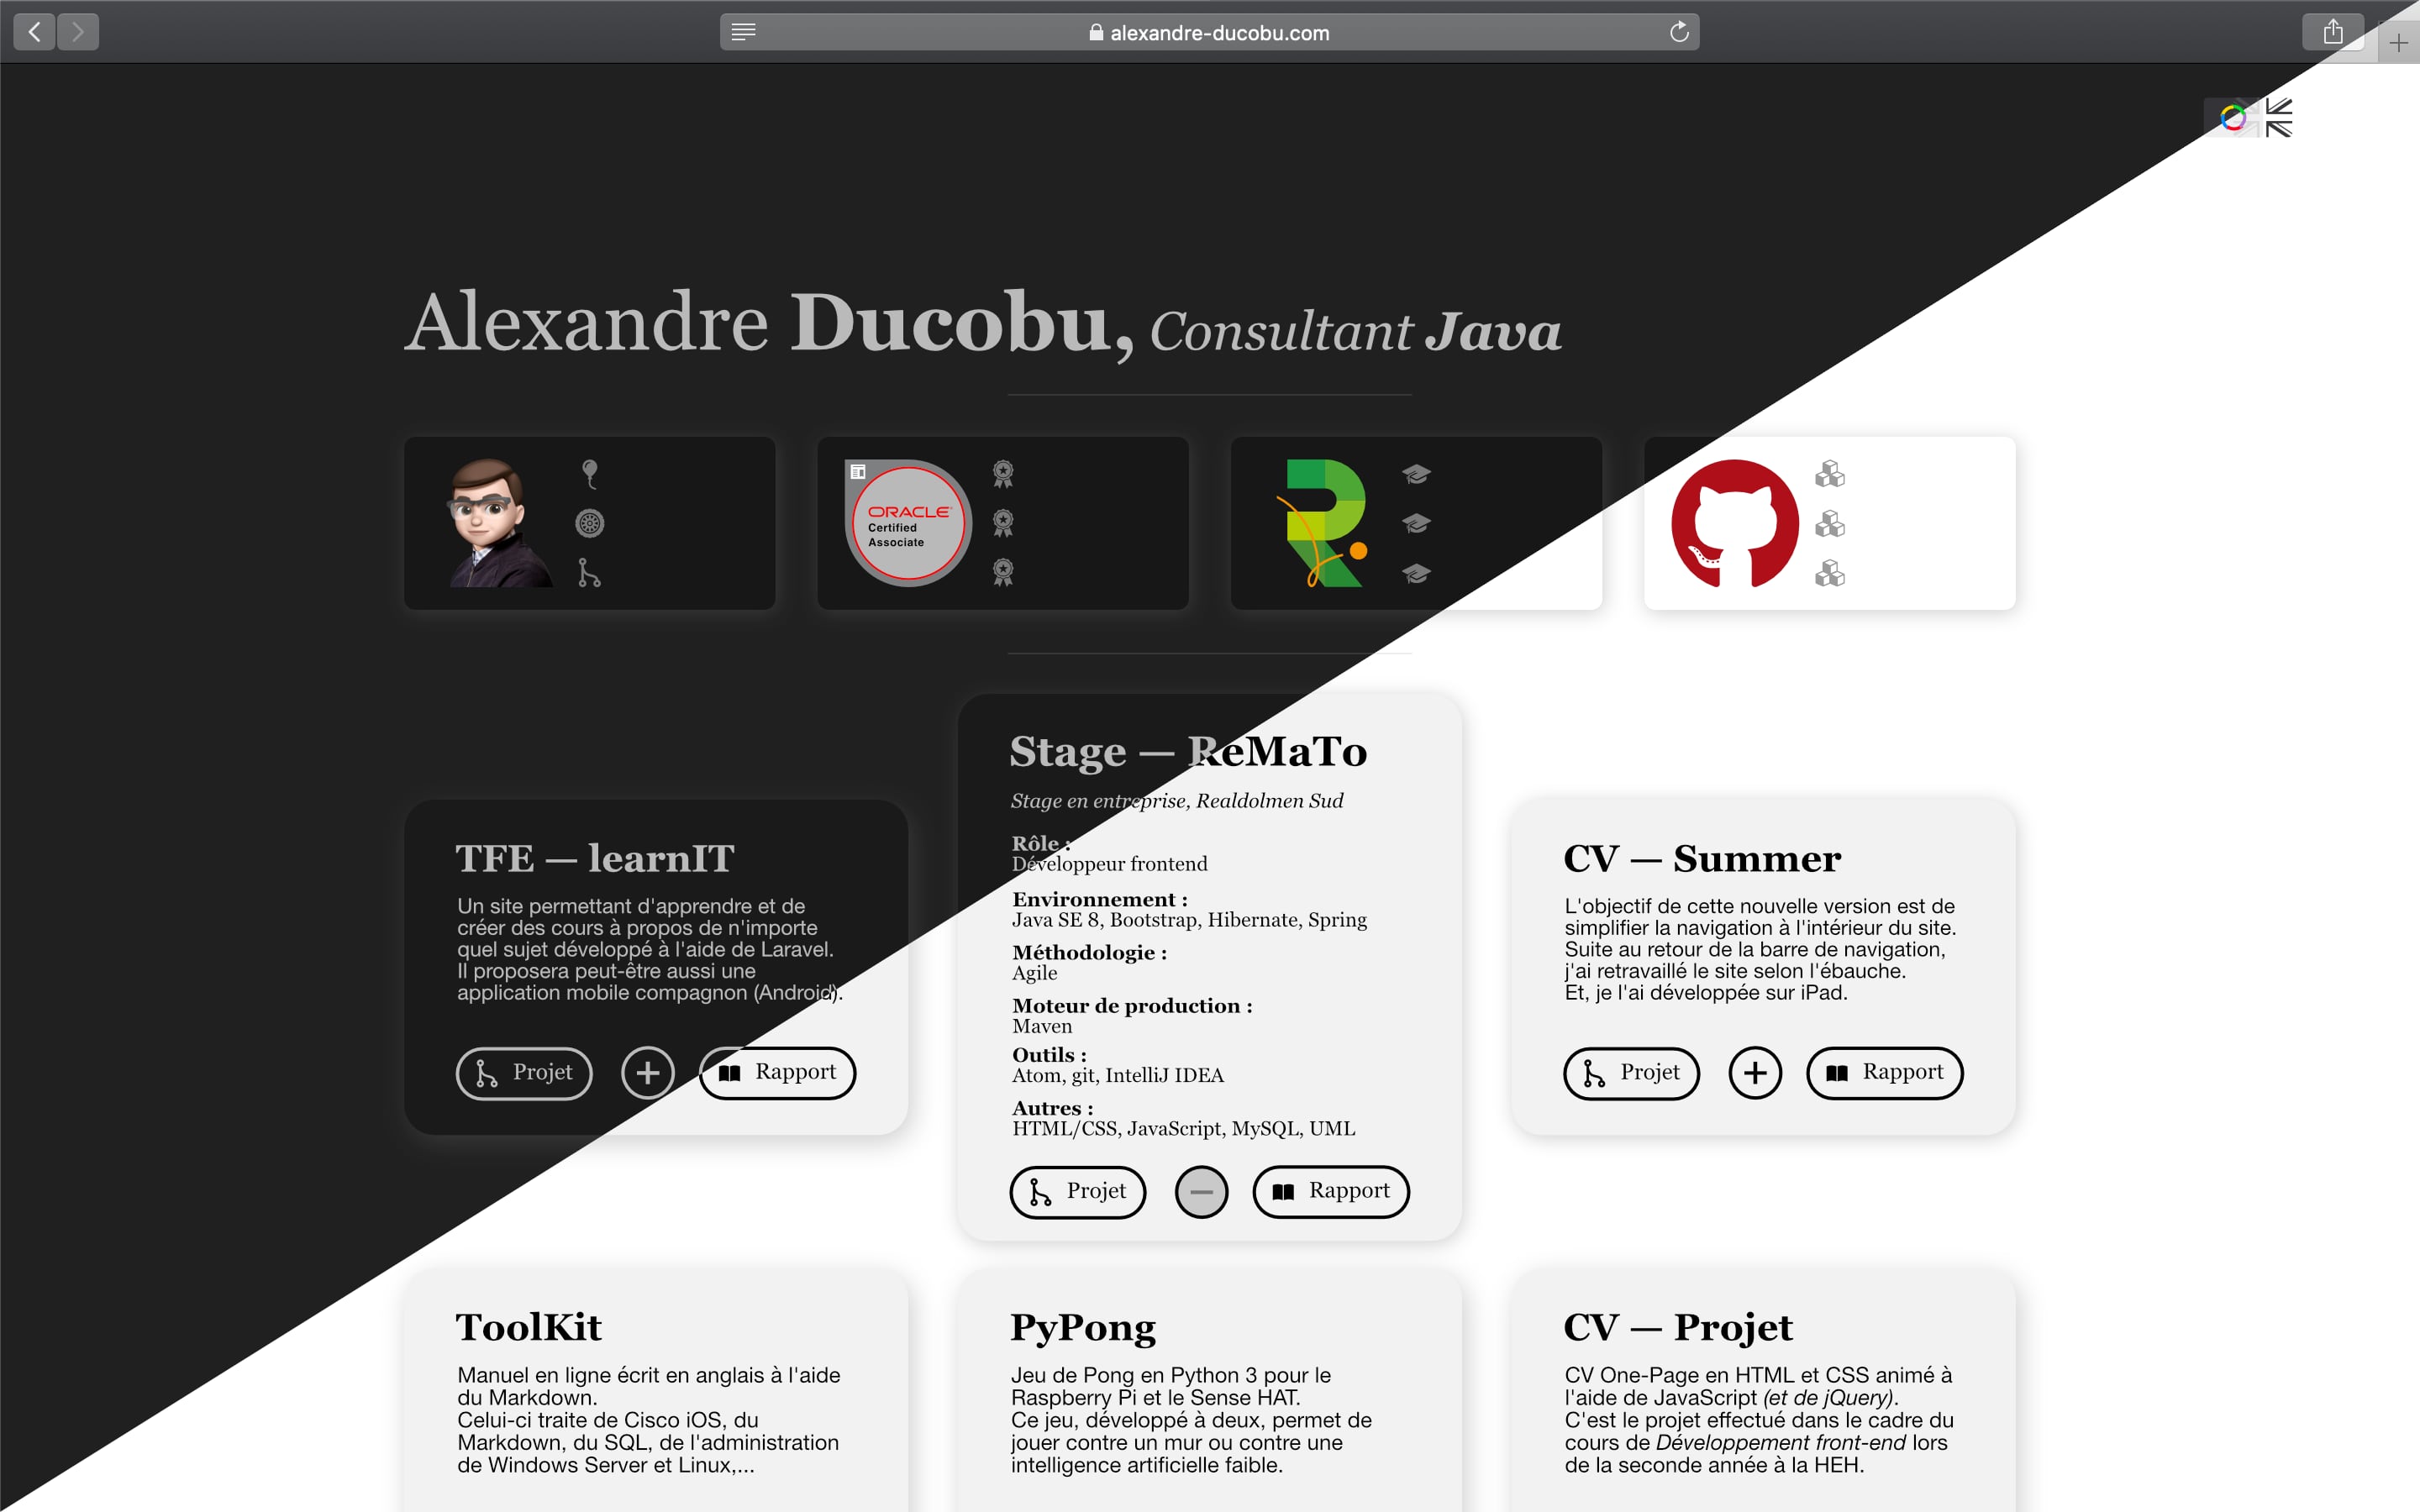 alexandre-ducobu.com
Alexandre Ducobu, Consultant Java
ORACLE
Certified
Associate
TFE — learnIT
Un site permettant d'apprendre et de
créer des cours à propos de n'importe
quel sujet développé à l'aide de Laravel.
Il proposera peut-être aussi une
application mobile compagnon (Android).
Projet
Rapport
Stage — ReMaTo
Stage en entreprise, Realdolmen Sud
Rôle :
Développeur frontend
Environnement :
Java SE 8, Bootstrap, Hibernate, Spring
Méthodologie :
Agile
Moteur de production :
Maven
Outils :
Atom, git, IntelliJ IDEA
Autres :
HTML/CSS, JavaScript, MySQL, UML
Projet
Rapport
CV — Summer
L'objectif de cette nouvelle version est de
simplifier la navigation à l'intérieur du site.
Suite au retour de la barre de navigation,
j'ai retravaillé le site selon l'ébauche.
Et, je l'ai développée sur iPad.
Projet
Rapport
ToolKit
Manuel en ligne écrit en anglais à l'aide
du Markdown.
Celui-ci traite de Cisco iOS, du
Markdown, du SQL, de l'administration
de Windows Server et Linux,...
PyPong
Jeu de Pong en Python 3 pour le
Raspberry Pi et le Sense HAT.
Ce jeu, développé à deux, permet de
jouer contre un mur ou contre une
intelligence artificielle faible.
CV — Projet
CV One-Page en HTML et CSS animé à
l'aide de JavaScript (et de jQuery).
C'est le projet effectué dans le cadre du
cours de Développement front-end lors
de la seconde année à la HEH.